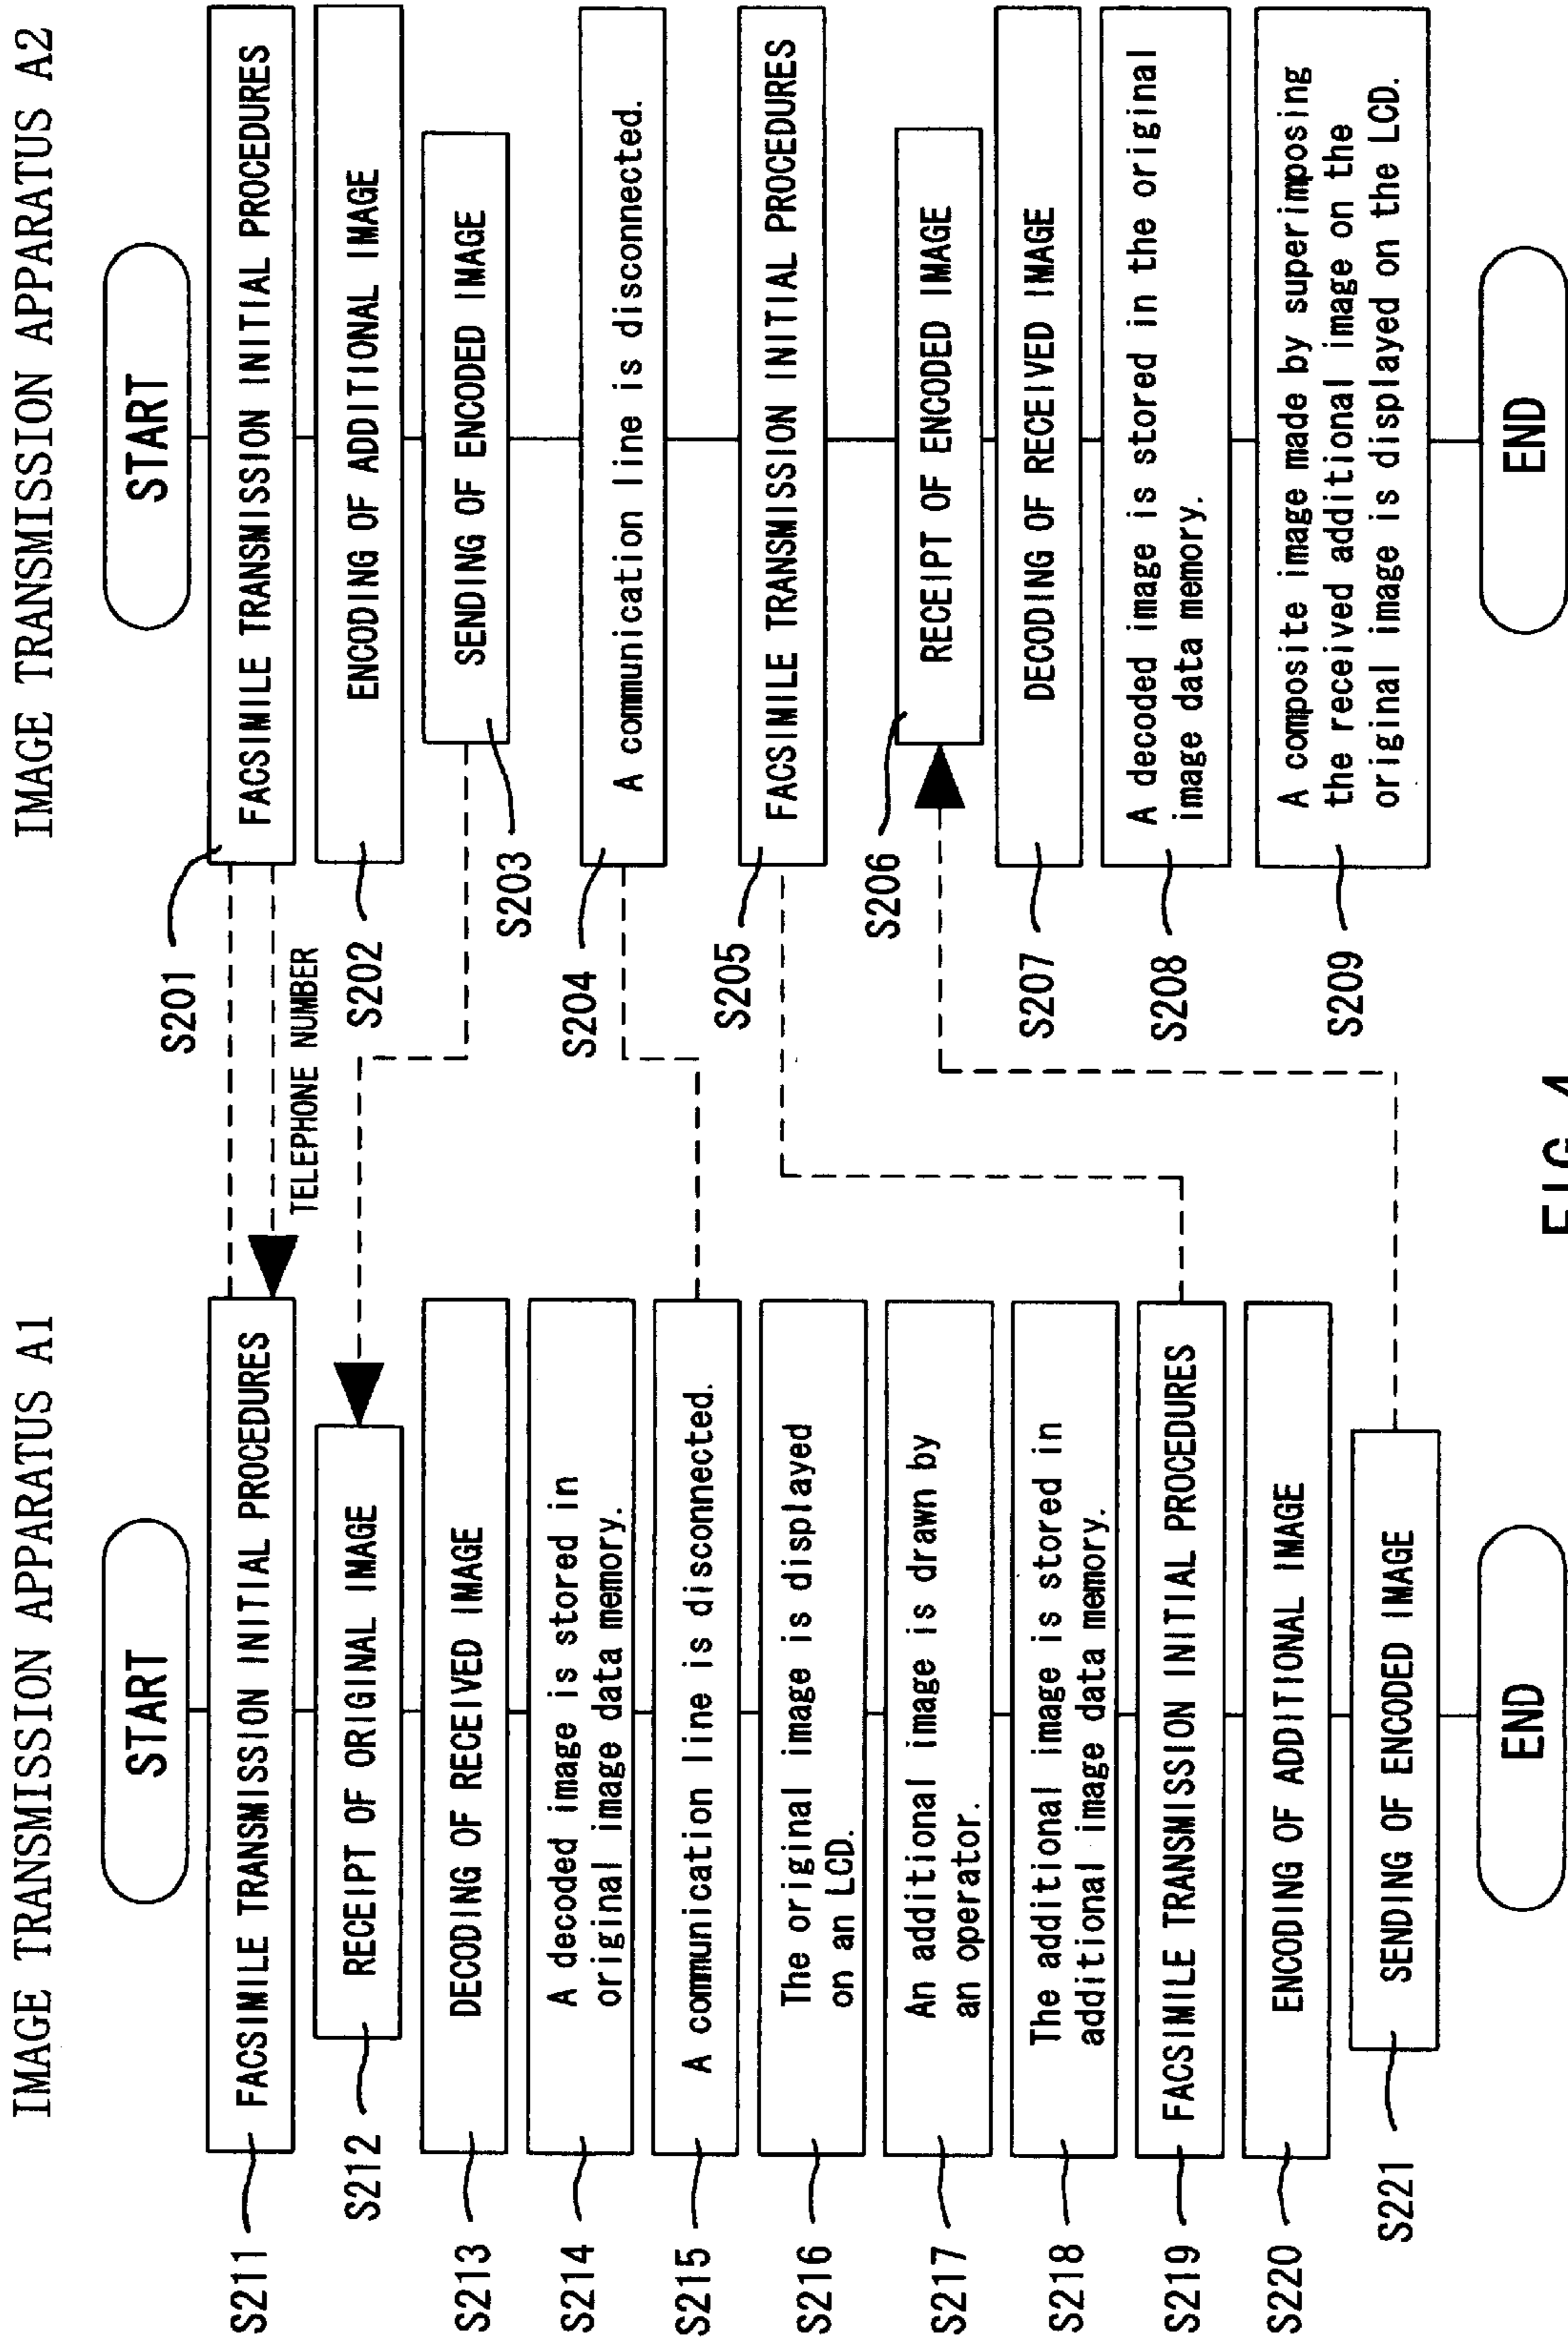 IMAGE TRANSMISSION APPARATUS A1
START
S211
FACSIMILE TRANSMISSION INITIAL PROCEDURES
TELEPHONE NUMBER
S212
RECEIPT OF ORIGINAL IMAGE
S213
DECODING OF RECEIVED IMAGE
S214
A decoded image is stored in
original image data memory.
S215
A communication line is disconnected.
S216
The original image is displayed
on an LCD.
S217
An additional image is drawn by
an operator.
S218
The additional image is stored in
additional image data memory.
S219
FACSIMILE TRANSMISSION INITIAL PROCEDURES
S220
ENCODING OF ADDITIONAL IMAGE
S221
SENDING OF ENCODED IMAGE
END
IMAGE TRANSMISSION APPARATUS A2
START
S201
FACSIMILE TRANSMISSION INITIAL PROCEDURES
S202
ENCODING OF ADDITIONAL IMAGE
S203
SENDING OF ENCODED IMAGE
S204
A communication line is disconnected.
S205
FACSIMILE TRANSMISSION INITIAL PROCEDURES
S206
RECEIPT OF ENCODED IMAGE
S207
DECODING OF RECEIVED IMAGE
S208
A decoded image is stored in the original
image data memory.
S209
A composite image made by superimposing
the received additional image on the
original image is displayed on the LCD.
END
FIG. 4